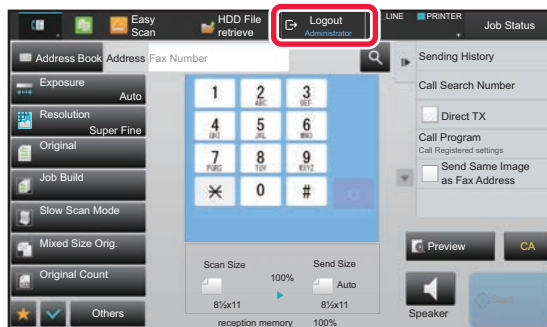 Easy
Scan
HDD File
retrieve
Logout
Administrator
LINE
PRINTER
Job Status
Address Book
Address
Fax Number
Exposure
Auto
Resolution
Super Fine
Original
Job Build
Slow Scan Mode
Mixed Size Orig.
Original Count
Others
1
2
ABC
3
DEF
4
GHI
5
JKL
6
MNO
7
PQRS
8
TUV
9
WXYZ
0
#
Scan Size
100%
Send Size
Auto
8½x11
8½x11
reception memory 100%
Sending History
Call Search Number
Direct TX
Call Program
Call Registered settings
Send Same Image
as Fax Address
Preview
CA
Speaker
Start